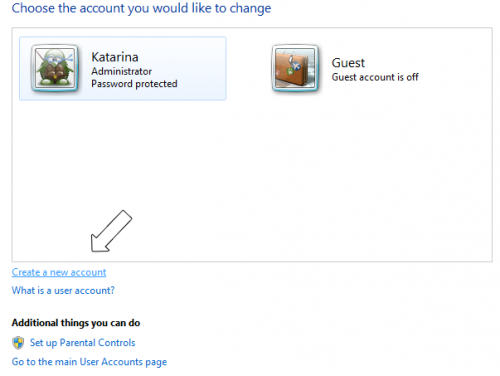 Choose the account you would like to change
Katarina
Administrator
Password protected
Guest
Guest account is off
Create a new account
What is a user account?
Additional things you can do
Set up Parental Controls
Go to the main User Accounts page